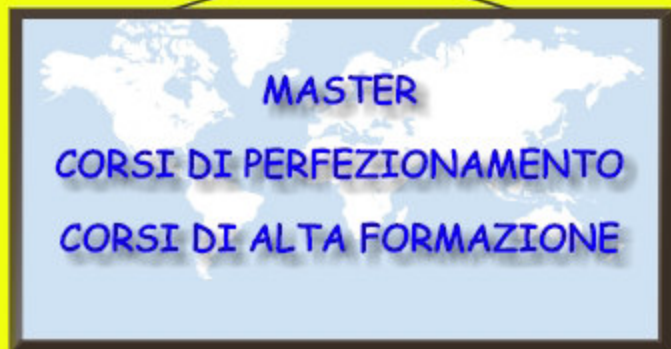 MASTER
CORSI DI PERFEZIONAMENTO
CORSI DI ALTA FORMAZIONE